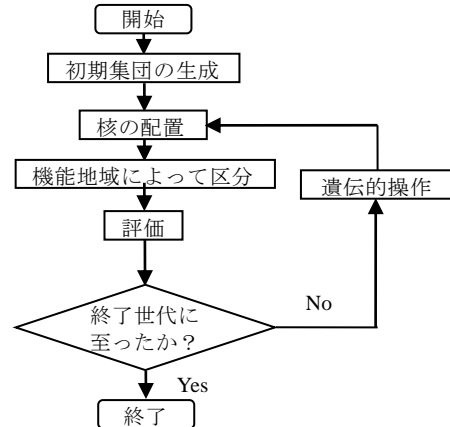 開始
初期集団の生成
核の配置
機能地域によって区分
遺伝的操作
評価
No
終了世代に
至ったか？
Yes
終了